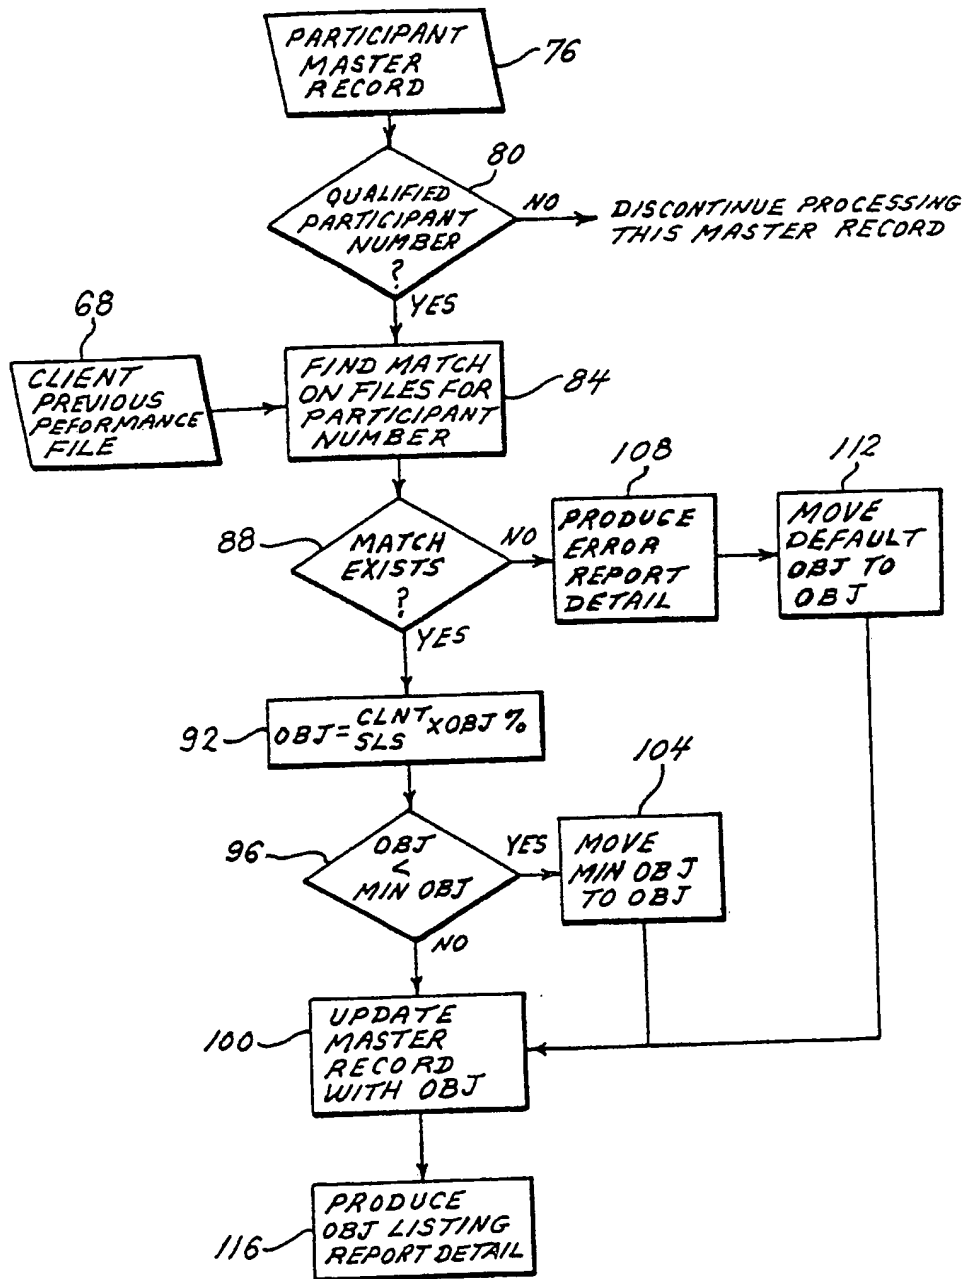 PARTICIPANT
MASTER
RECORD
76
80
QUALIFIED
PARTICIPANT
NUMBER
?
NO
DISCONTINUE PROCESSING
THIS MASTER RECORD
YES
68
CLIENT
PREVIOUS
PEFORMANCE
FILE
FIND MATCH
ON FILES FOR
PARTICIPANT
NUMBER
84
88
MATCH
EXISTS
?
NO
108
PRODUCE
ERROR
REPORT
DETAIL
112
MOVE
DEFAULT
OBJ TO
OBJ
YES
92
OBJ = CLNT SLS X OBJ %
96
OBJ
<
MIN OBJ
YES
104
MOVE
MIN OBJ
TO OBJ
NO
100
UPDATE
MASTER
RECORD
WITH OBJ
116
PRODUCE
OBJ LISTING
REPORT DETAIL